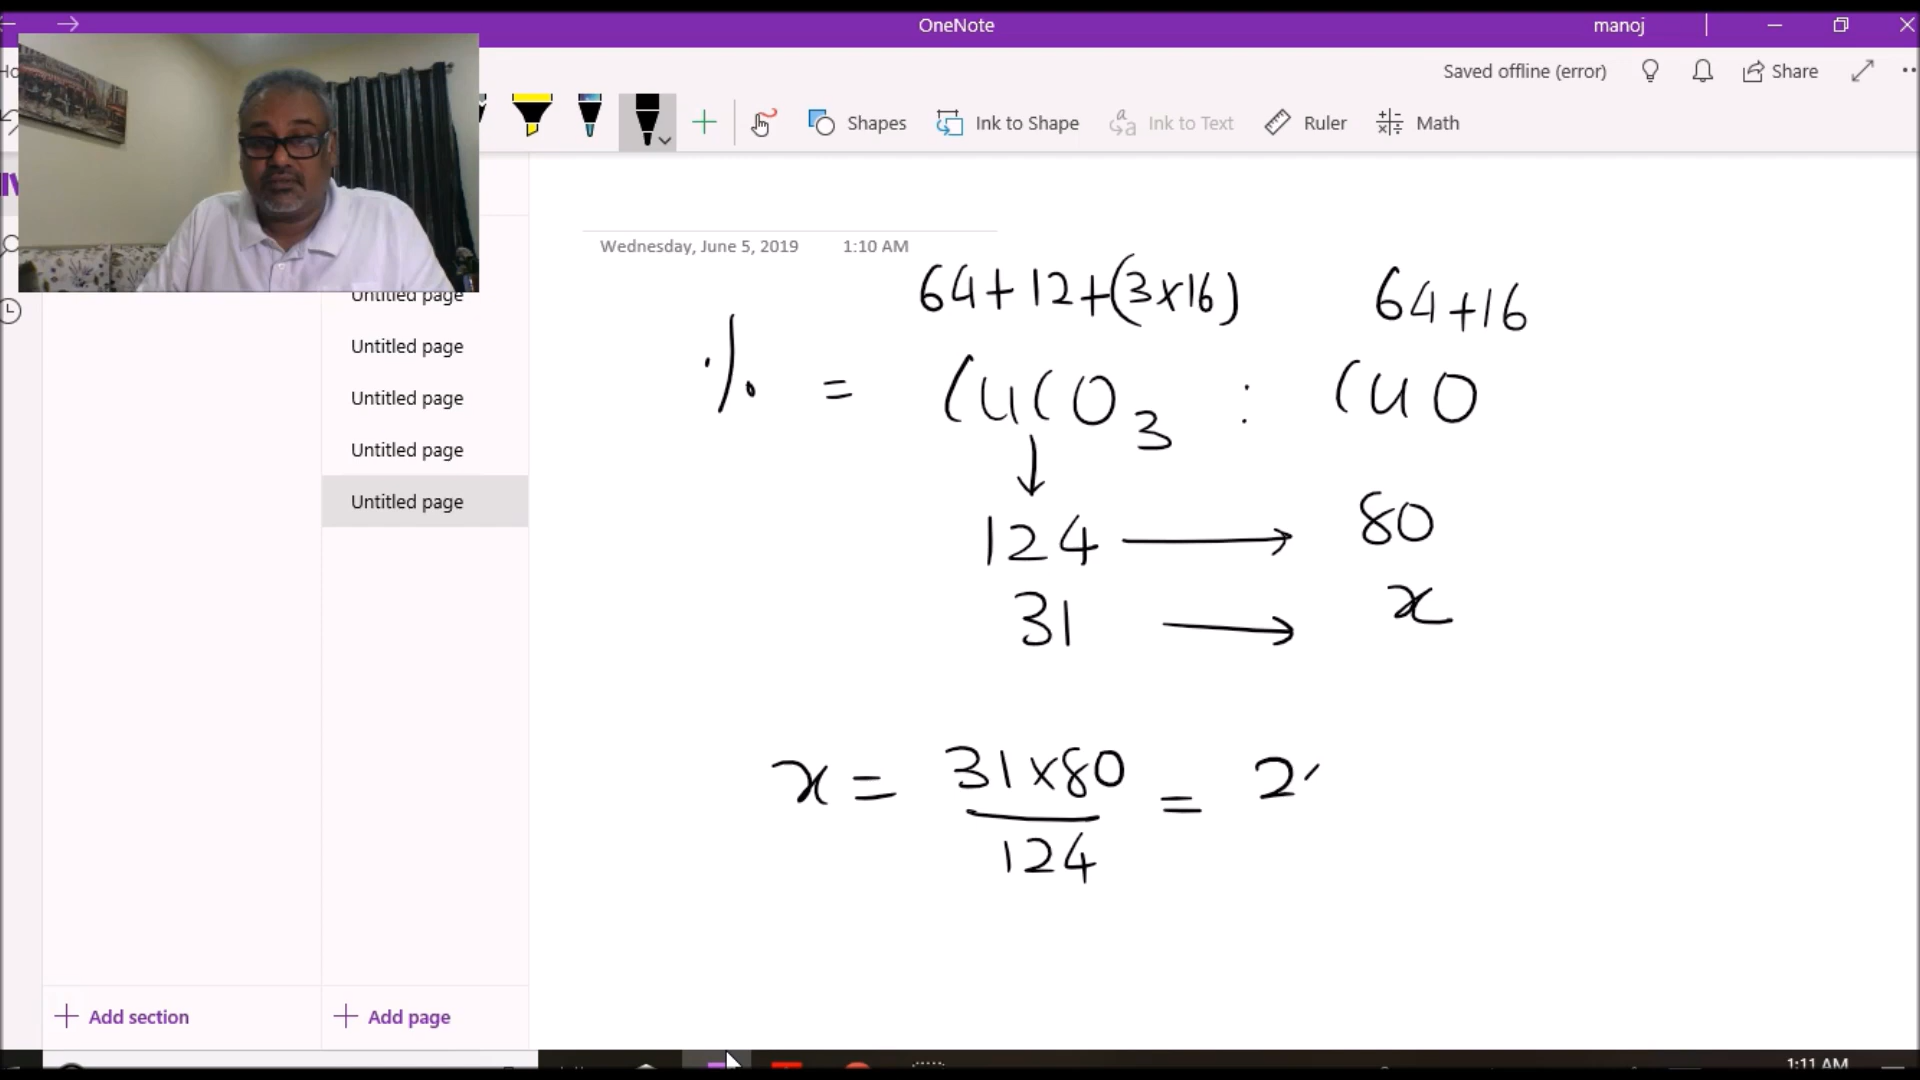 OneNote
manoj
Saved offline (error)
Share
Shapes
Ink to Shape
Ink to Text
Ruler
Math
Wednesday, June 5, 2019 1:10 AM
Untitled page
Untitled page
Untitled page
Untitled page
Untitled page
64+12+(3x16) 64+16
% = CuCO3 : CuO
124 → 80
31 → x
x = 31x80 = 2
124
Add section
Add page
1:11 AM